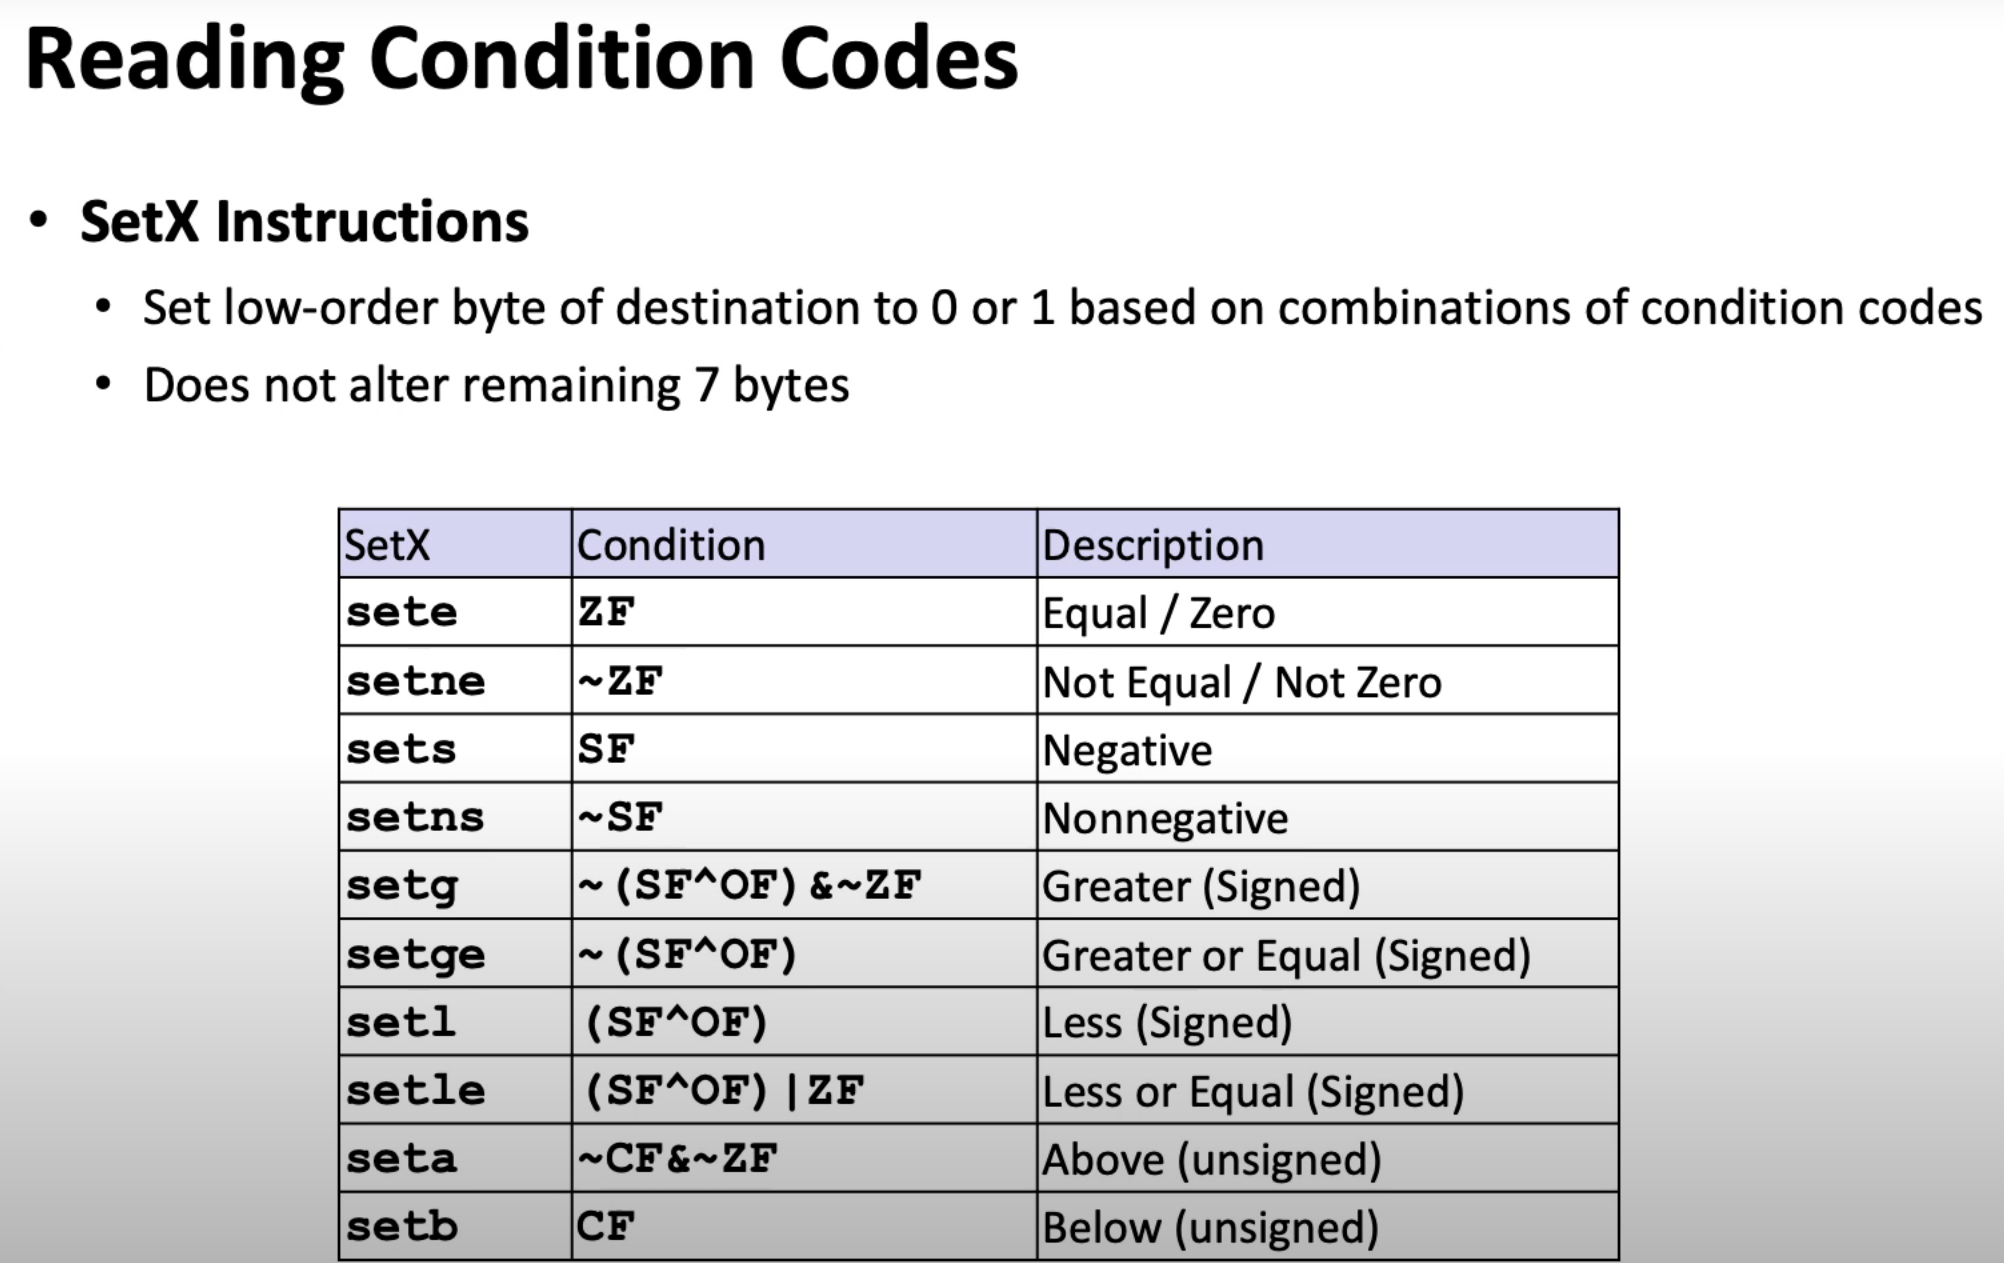 Reading Condition Codes
• SetX Instructions
• Set low-order byte of destination to 0 or 1 based on combinations of condition codes
• Does not alter remaining 7 bytes
SetX Condition Description
sete ZF Equal / Zero
setne ~ZF Not Equal / Not Zero
sets SF Negative
setns ~SF Nonnegative
setg ~(SF^OF)&~ZF Greater (Signed)
setge ~(SF^OF) Greater or Equal (Signed)
setl (SF^OF) Less (Signed)
setle (SF^OF)|ZF Less or Equal (Signed)
seta ~CF&~ZF Above (unsigned)
setb CF Below (unsigned)